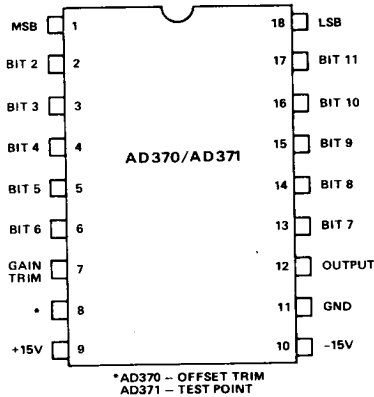 MSB 1 18 LSB
BIT 2 2 17 BIT 11
BIT 3 3 16 BIT 10
BIT 4 4 15 BIT 9
AD370/AD371
BIT 5 5 14 BIT 8
BIT 6 6 13 BIT 7
GAIN
TRIM 7 12 OUTPUT
* 8 11 GND
+15V 9 10 -15V
*AD370 – OFFSET TRIM
AD371 – TEST POINT